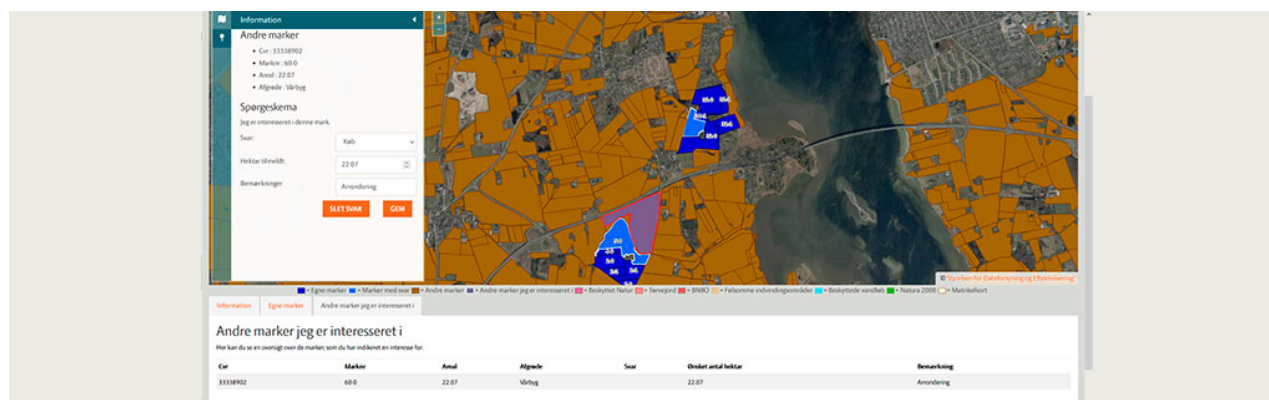 Information
Andre marker
• Cvr : 33338902
• Marknr : 60-0
• Areal : 22.07
• Afgrøde : Vårbyg
Spørgeskema
Jeg er interesseret i denne mark.
Svar:
Køb
Hektar tilmeldt:
22.07
Bemærkninger
Arrondering
SLET SVAR
GEM
© Styrelsen for Dataforsyning og Effektivisering
= Egne marker = Marker med svar = Andre marker = Andre marker jeg er interesseret i = Beskyttet Natur = Tørvejord = BNBO = Følsomme indvindingsområder = Beskyttede vandløb = Natura 2000 = Matrikelkort
Information Egne marker Andre marker jeg er interesseret i
Andre marker jeg er interesseret i
Her kan du se en oversigt over de marker, som du har indikeret en interesse for.
Cvr Marknr Areal Afgrøde Svar Ønsket antal hektar Bemærkning
33338902 60-0 22.07 Vårbyg 22.07 Arrondering